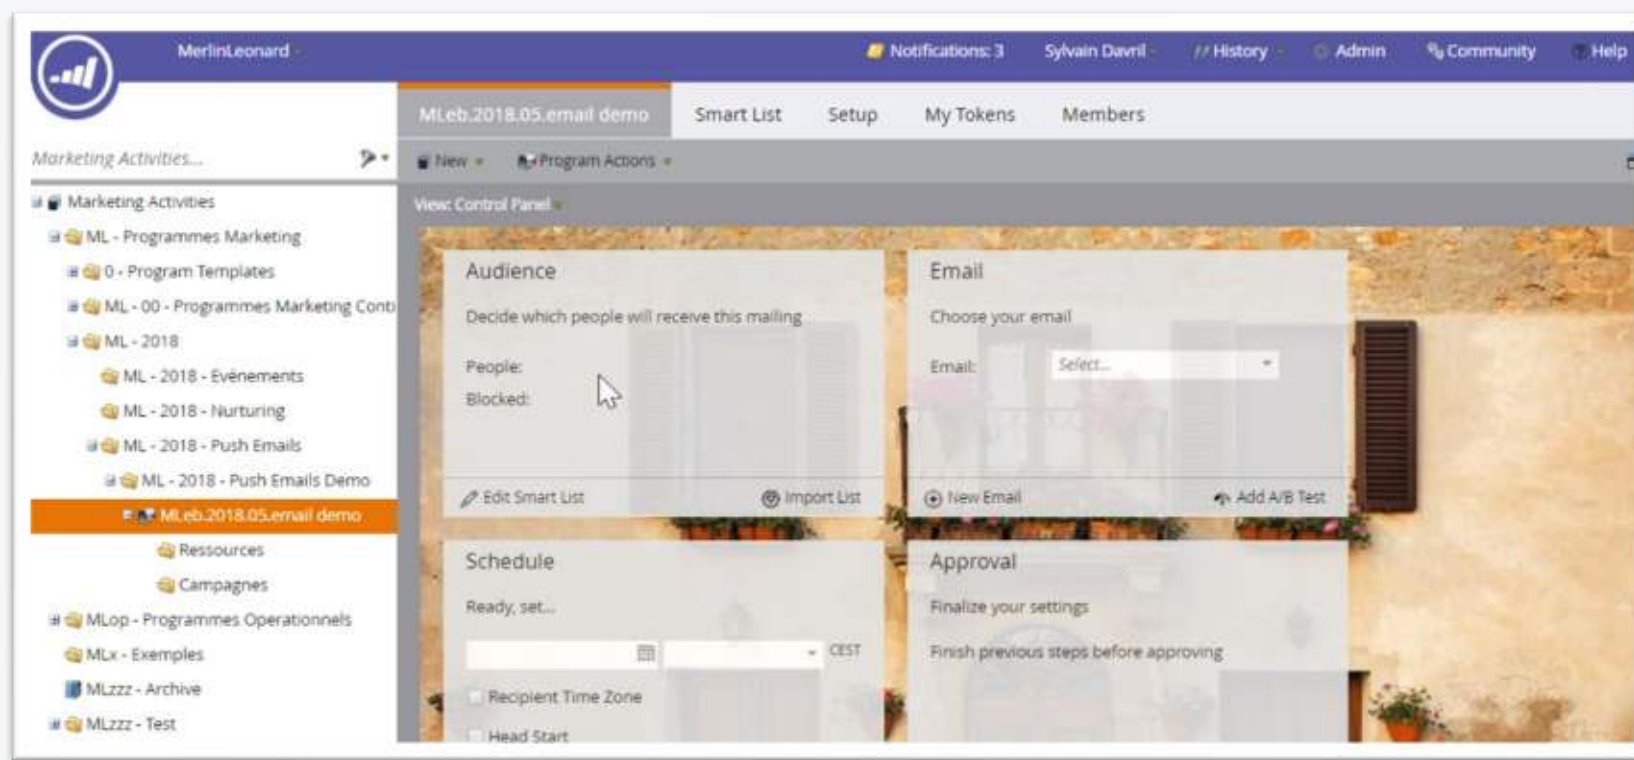 MerlinLeonard
Notifications: 3
Sylvain Davril
History
Admin
Community
Help
MLeb.2018.05.email demo
Smart List
Setup
My Tokens
Members
Marketing Activities...
New
Program Actions
View: Control Panel
Marketing Activities
ML - Programmes Marketing
0 - Program Templates
ML - 00 - Programmes Marketing Conti
ML - 2018
ML - 2018 - Evénements
ML - 2018 - Nurturing
ML - 2018 - Push Emails
ML - 2018 - Push Emails Demo
MLeb.2018.05.email demo
Ressources
Campagnes
MLop - Programmes Operationnels
MLx - Exemples
MLzzz - Archive
MLzzz - Test
Audience
Decide which people will receive this mailing
People:
Blocked:
Edit Smart List
Import List
Email
Choose your email
Email:
Select...
New Email
Add A/B Test
Schedule
Ready, set...
CEST
Recipient Time Zone
Head Start
Approval
Finalize your settings
Finish previous steps before approving